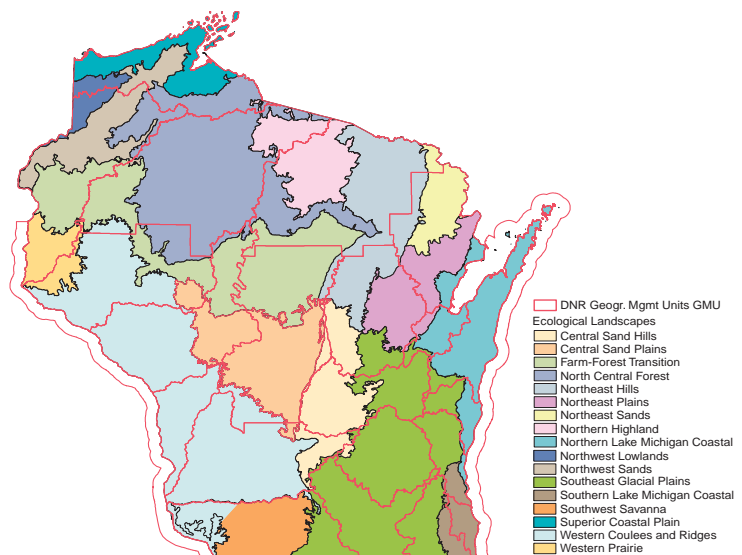 DNR Geogr. Mgmt Units GMU
Ecological Landscapes
Central Sand Hills
Central Sand Plains
Farm-Forest Transition
North Central Forest
Northeast Hills
Northeast Plains
Northeast Sands
Northern Highland
Northern Lake Michigan Coastal
Northwest Lowlands
Northwest Sands
Southeast Glacial Plains
Southern Lake Michigan Coastal
Southwest Savanna
Superior Coastal Plain
Western Coulees and Ridges
Western Prairie